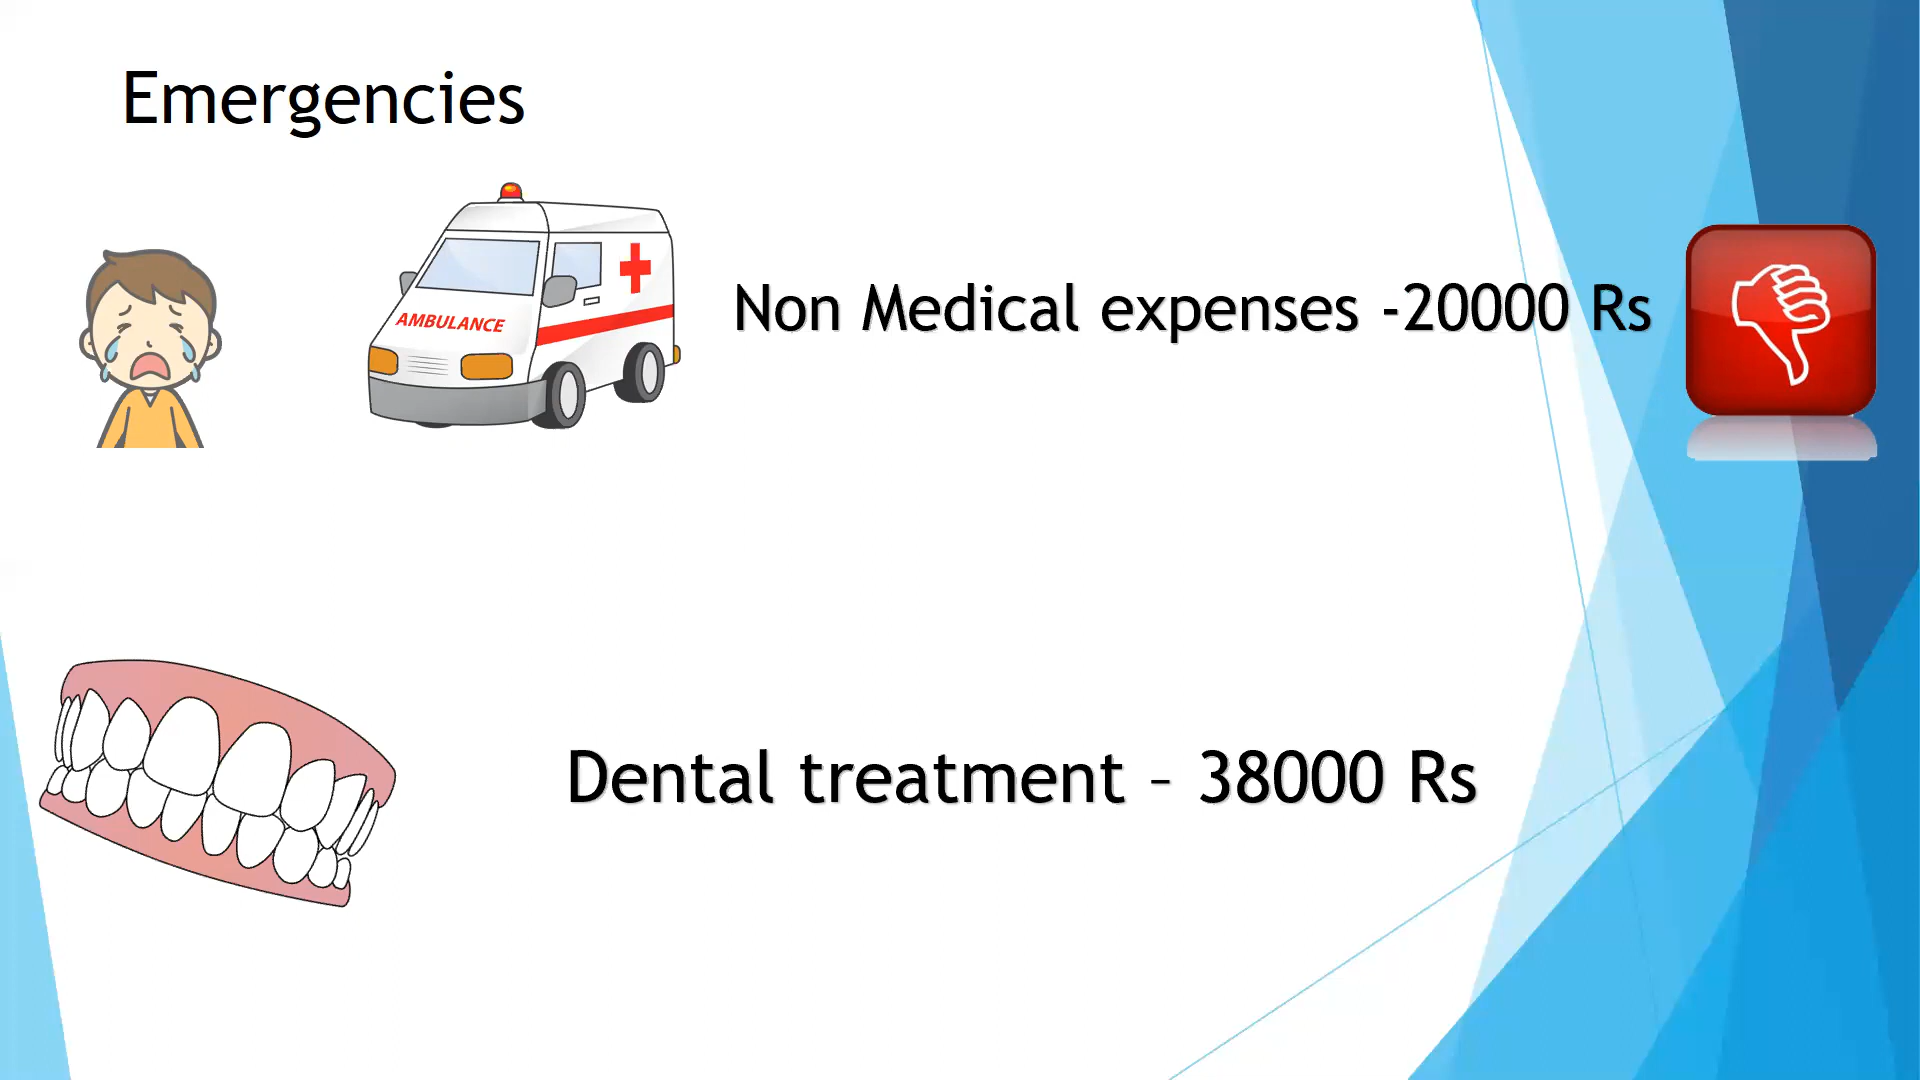 Emergencies
AMBULANCE
Non Medical expenses -20000 Rs
Dental treatment – 38000 Rs